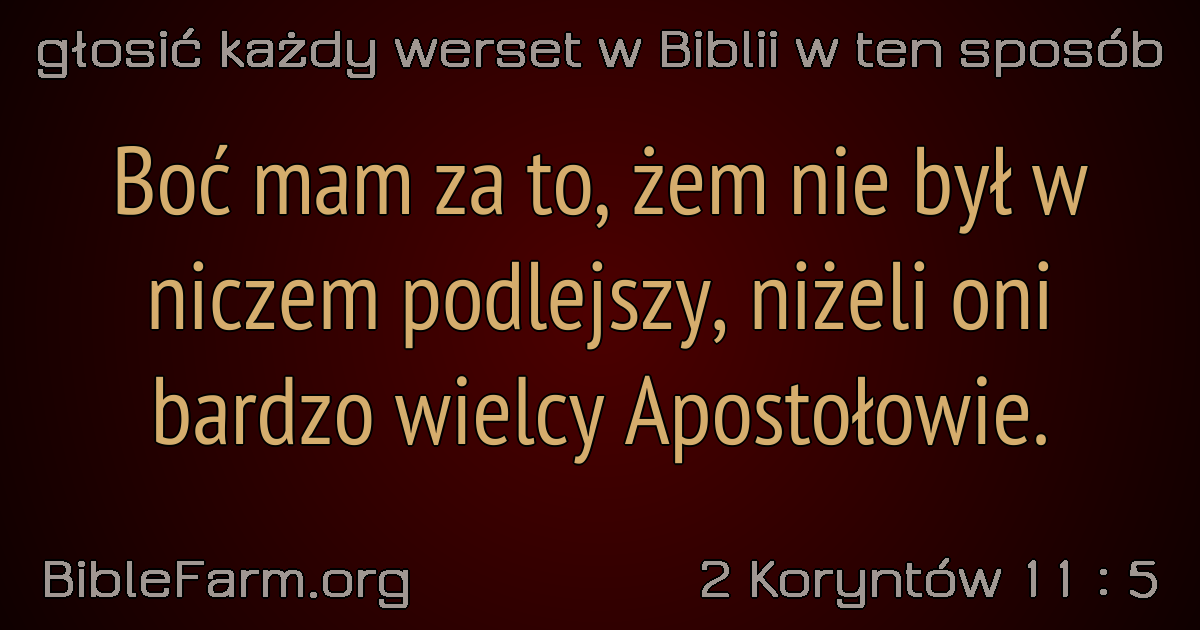 głosić każdy werset w Biblii w ten sposób
Boć mam za to, żem nie był w
niczem podlejszy, niżeli oni
bardzo wielcy Apostołowie.
BibleFarm.org
2 Koryntów 11 : 5